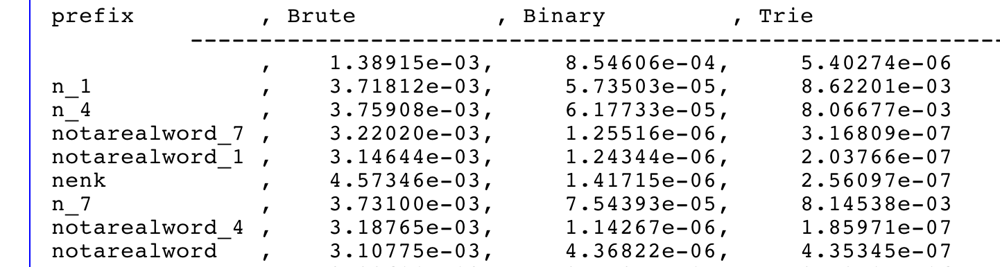 prefix , Brute , Binary , Trie
------------------------------------------------------------
, 1.38915e-03, 8.54606e-04, 5.40274e-06
n_1 , 3.71812e-03, 5.73503e-05, 8.62201e-03
n_4 , 3.75908e-03, 6.17733e-05, 8.06677e-03
notarealword_7 , 3.22020e-03, 1.25516e-06, 3.16809e-07
notarealword_1 , 3.14644e-03, 1.24344e-06, 2.03766e-07
nenk , 4.57346e-03, 1.41715e-06, 2.56097e-07
n_7 , 3.73100e-03, 7.54393e-05, 8.14538e-03
notarealword_4 , 3.18765e-03, 1.14267e-06, 1.85971e-07
notarealword , 3.10775e-03, 4.36822e-06, 4.35345e-07